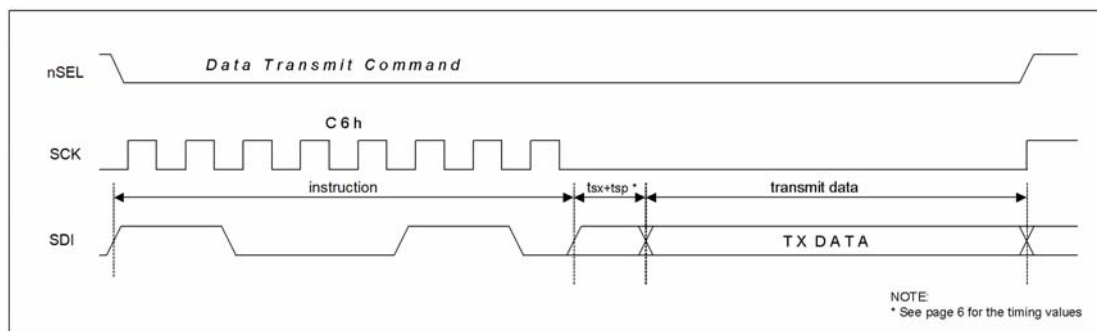 nSEL
Data Transmit Command
C6h
SCK
instruction
tsx+tsp *
transmit data
SDI
TX DATA
NOTE:
* See page 6 for the timing values